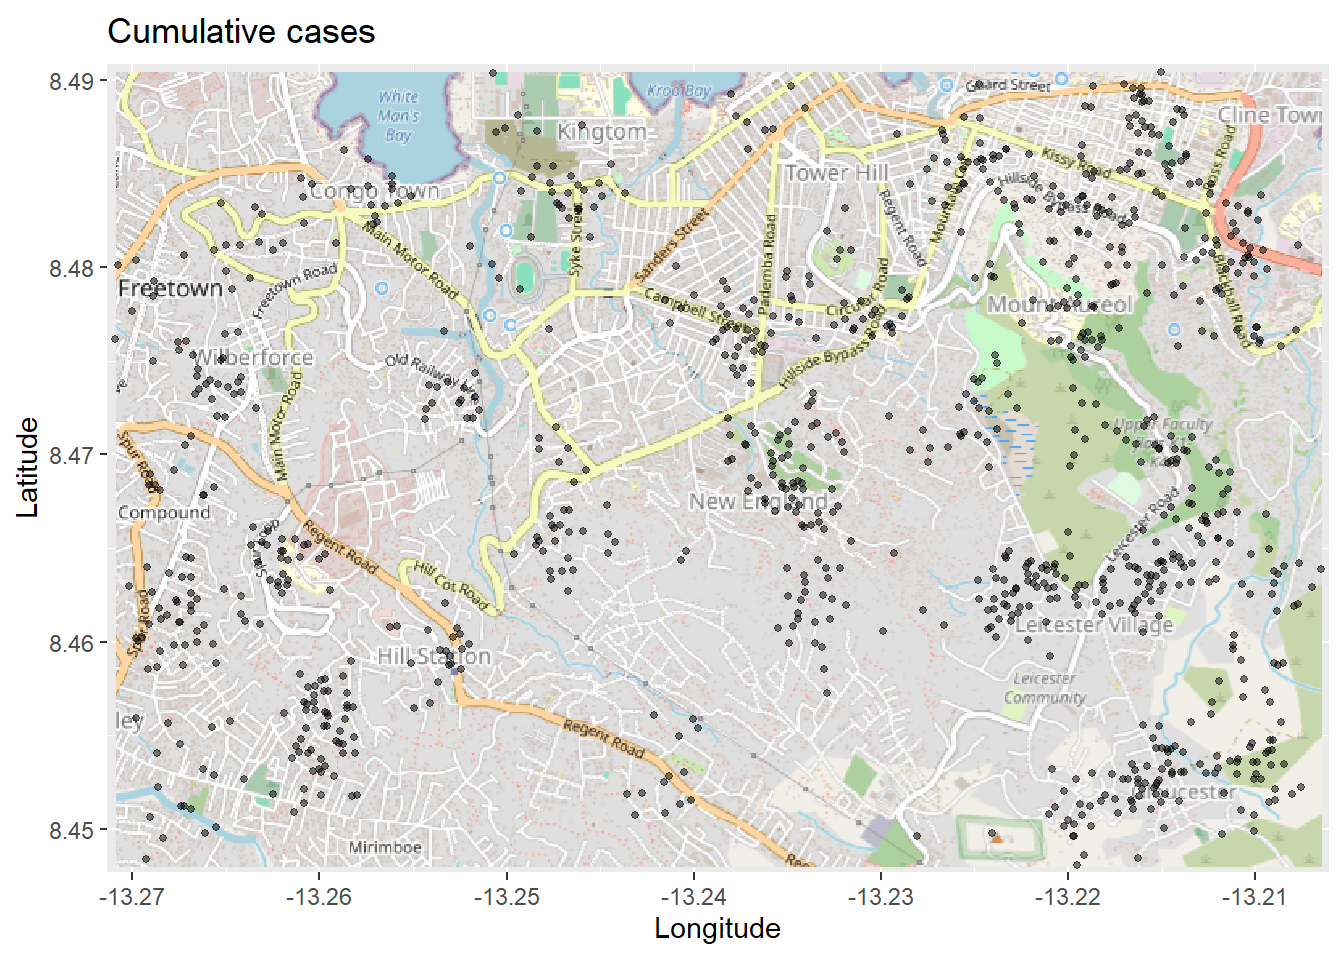 Cumulative cases
8.49
8.48
8.47
8.46
8.45
Latitude
White
Man's
Bay
Kroo Bay
Guard Street
Cline Town
Kingtom
Tower Hill
Kissy Road
Ross Road
Congo Town
Hillside
Bypass Road
Regent Road
Mountain Cut
Main Motor Road
Sykes Street
Sanders Street
Pademba Road
Circular Road
Blackhall Road
Freetown
Freetown Road
Campbell Street
Mount Aureol
Hillside Bypass Road
Wilberforce
Old Railway Line
Main Motor Road
Upper Faculty
Spur Road
New England
Compound
Leicester Road
Regent Road
Hill Cot Road
Spur Road
Leicester Village
Hill Station
Leicester
Community
ley
Regent Road
Gloucester
Mirimboe
-13.27
-13.26
-13.25
-13.24
-13.23
-13.22
-13.21
Longitude